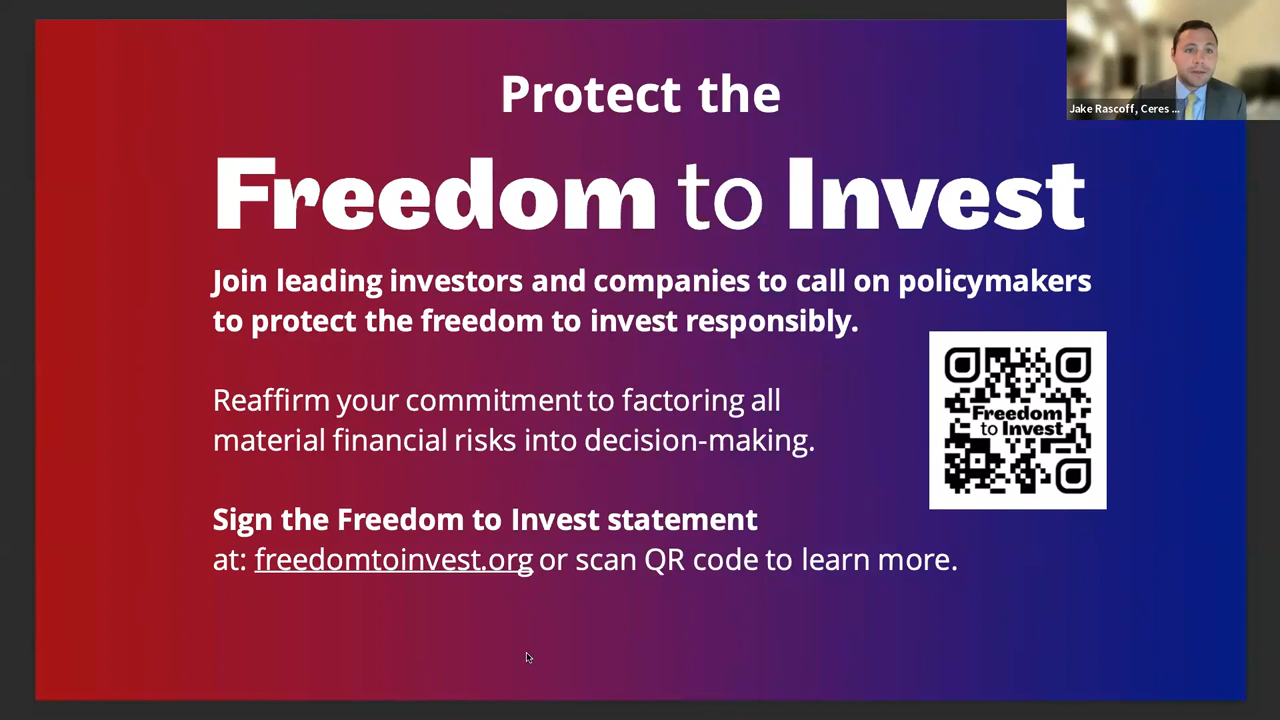 Protect the
Freedom to Invest
Join leading investors and companies to call on policymakers
to protect the freedom to invest responsibly.
Reaffirm your commitment to factoring all
material financial risks into decision-making.
Freedom
to Invest
Sign the Freedom to Invest statement
at: freedomtoinvest.org or scan QR code to learn more.
Jake Rascoff, Ceres ...